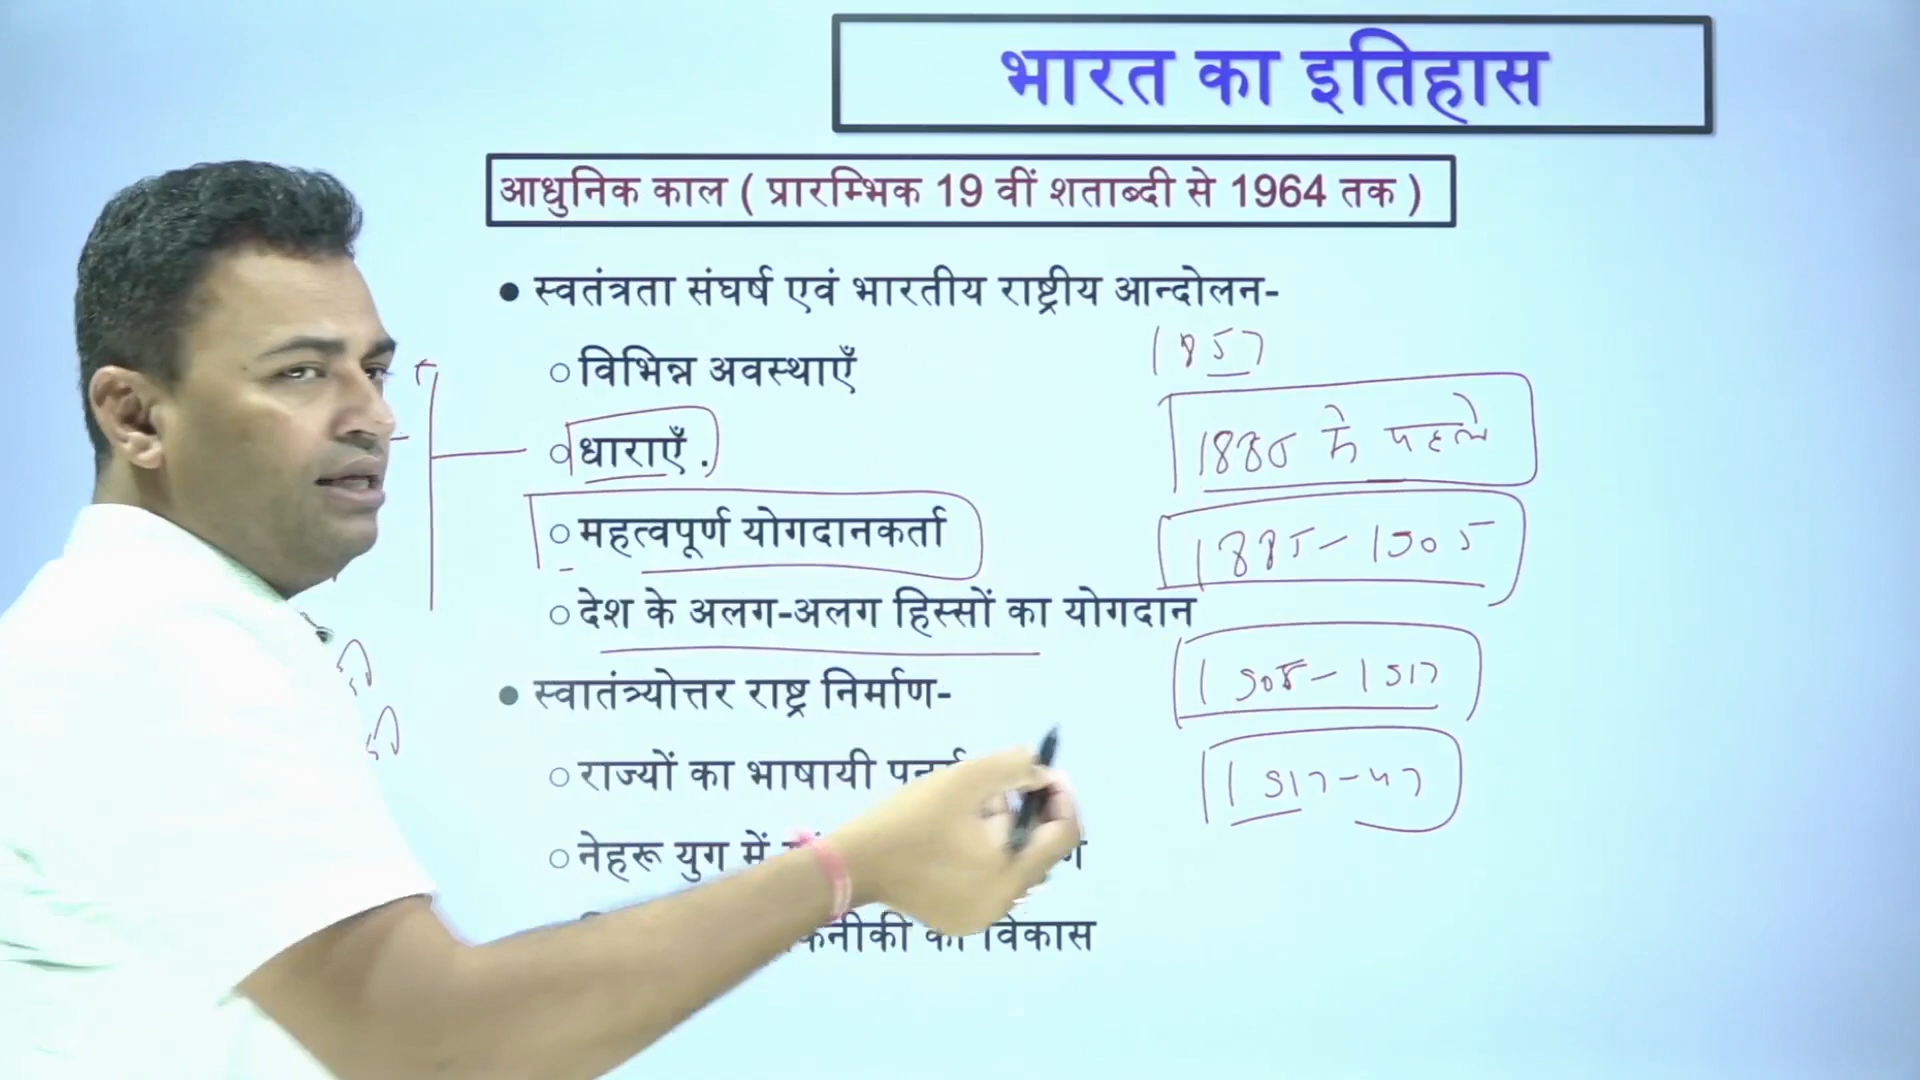 भारत का इतिहास
आधुनिक काल ( प्रारम्भिक 19 वीं शताब्दी से 1964 तक )
● स्वतंत्रता संघर्ष एवं भारतीय राष्ट्रीय आन्दोलन-
1857
○ विभिन्न अवस्थाएँ
1885 के पहले
○ धाराएँ .
○ महत्वपूर्ण योगदानकर्ता
1885-1905
○ देश के अलग-अलग हिस्सों का योगदान
1905-1917
● स्वातंत्र्योत्तर राष्ट्र निर्माण-
○ राज्यों का भाषायी
1917-47
○ नेहरू युग में
का विकास